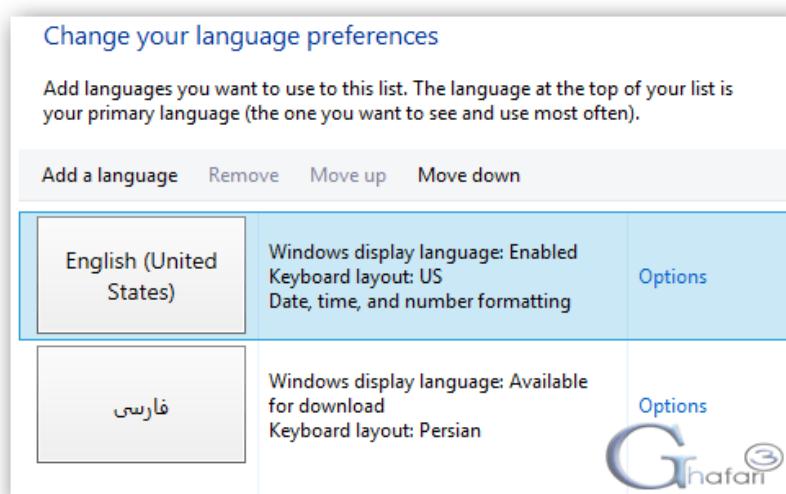 Change your language preferences
Add languages you want to use to this list. The language at the top of your list is
your primary language (the one you want to see and use most often).
Add a language Remove Move up Move down
English (United
States)
Windows display language: Enabled
Keyboard layout: US
Date, time, and number formatting
Options
فارسی
Windows display language: Available
for download
Keyboard layout: Persian
Options
Ghafari3